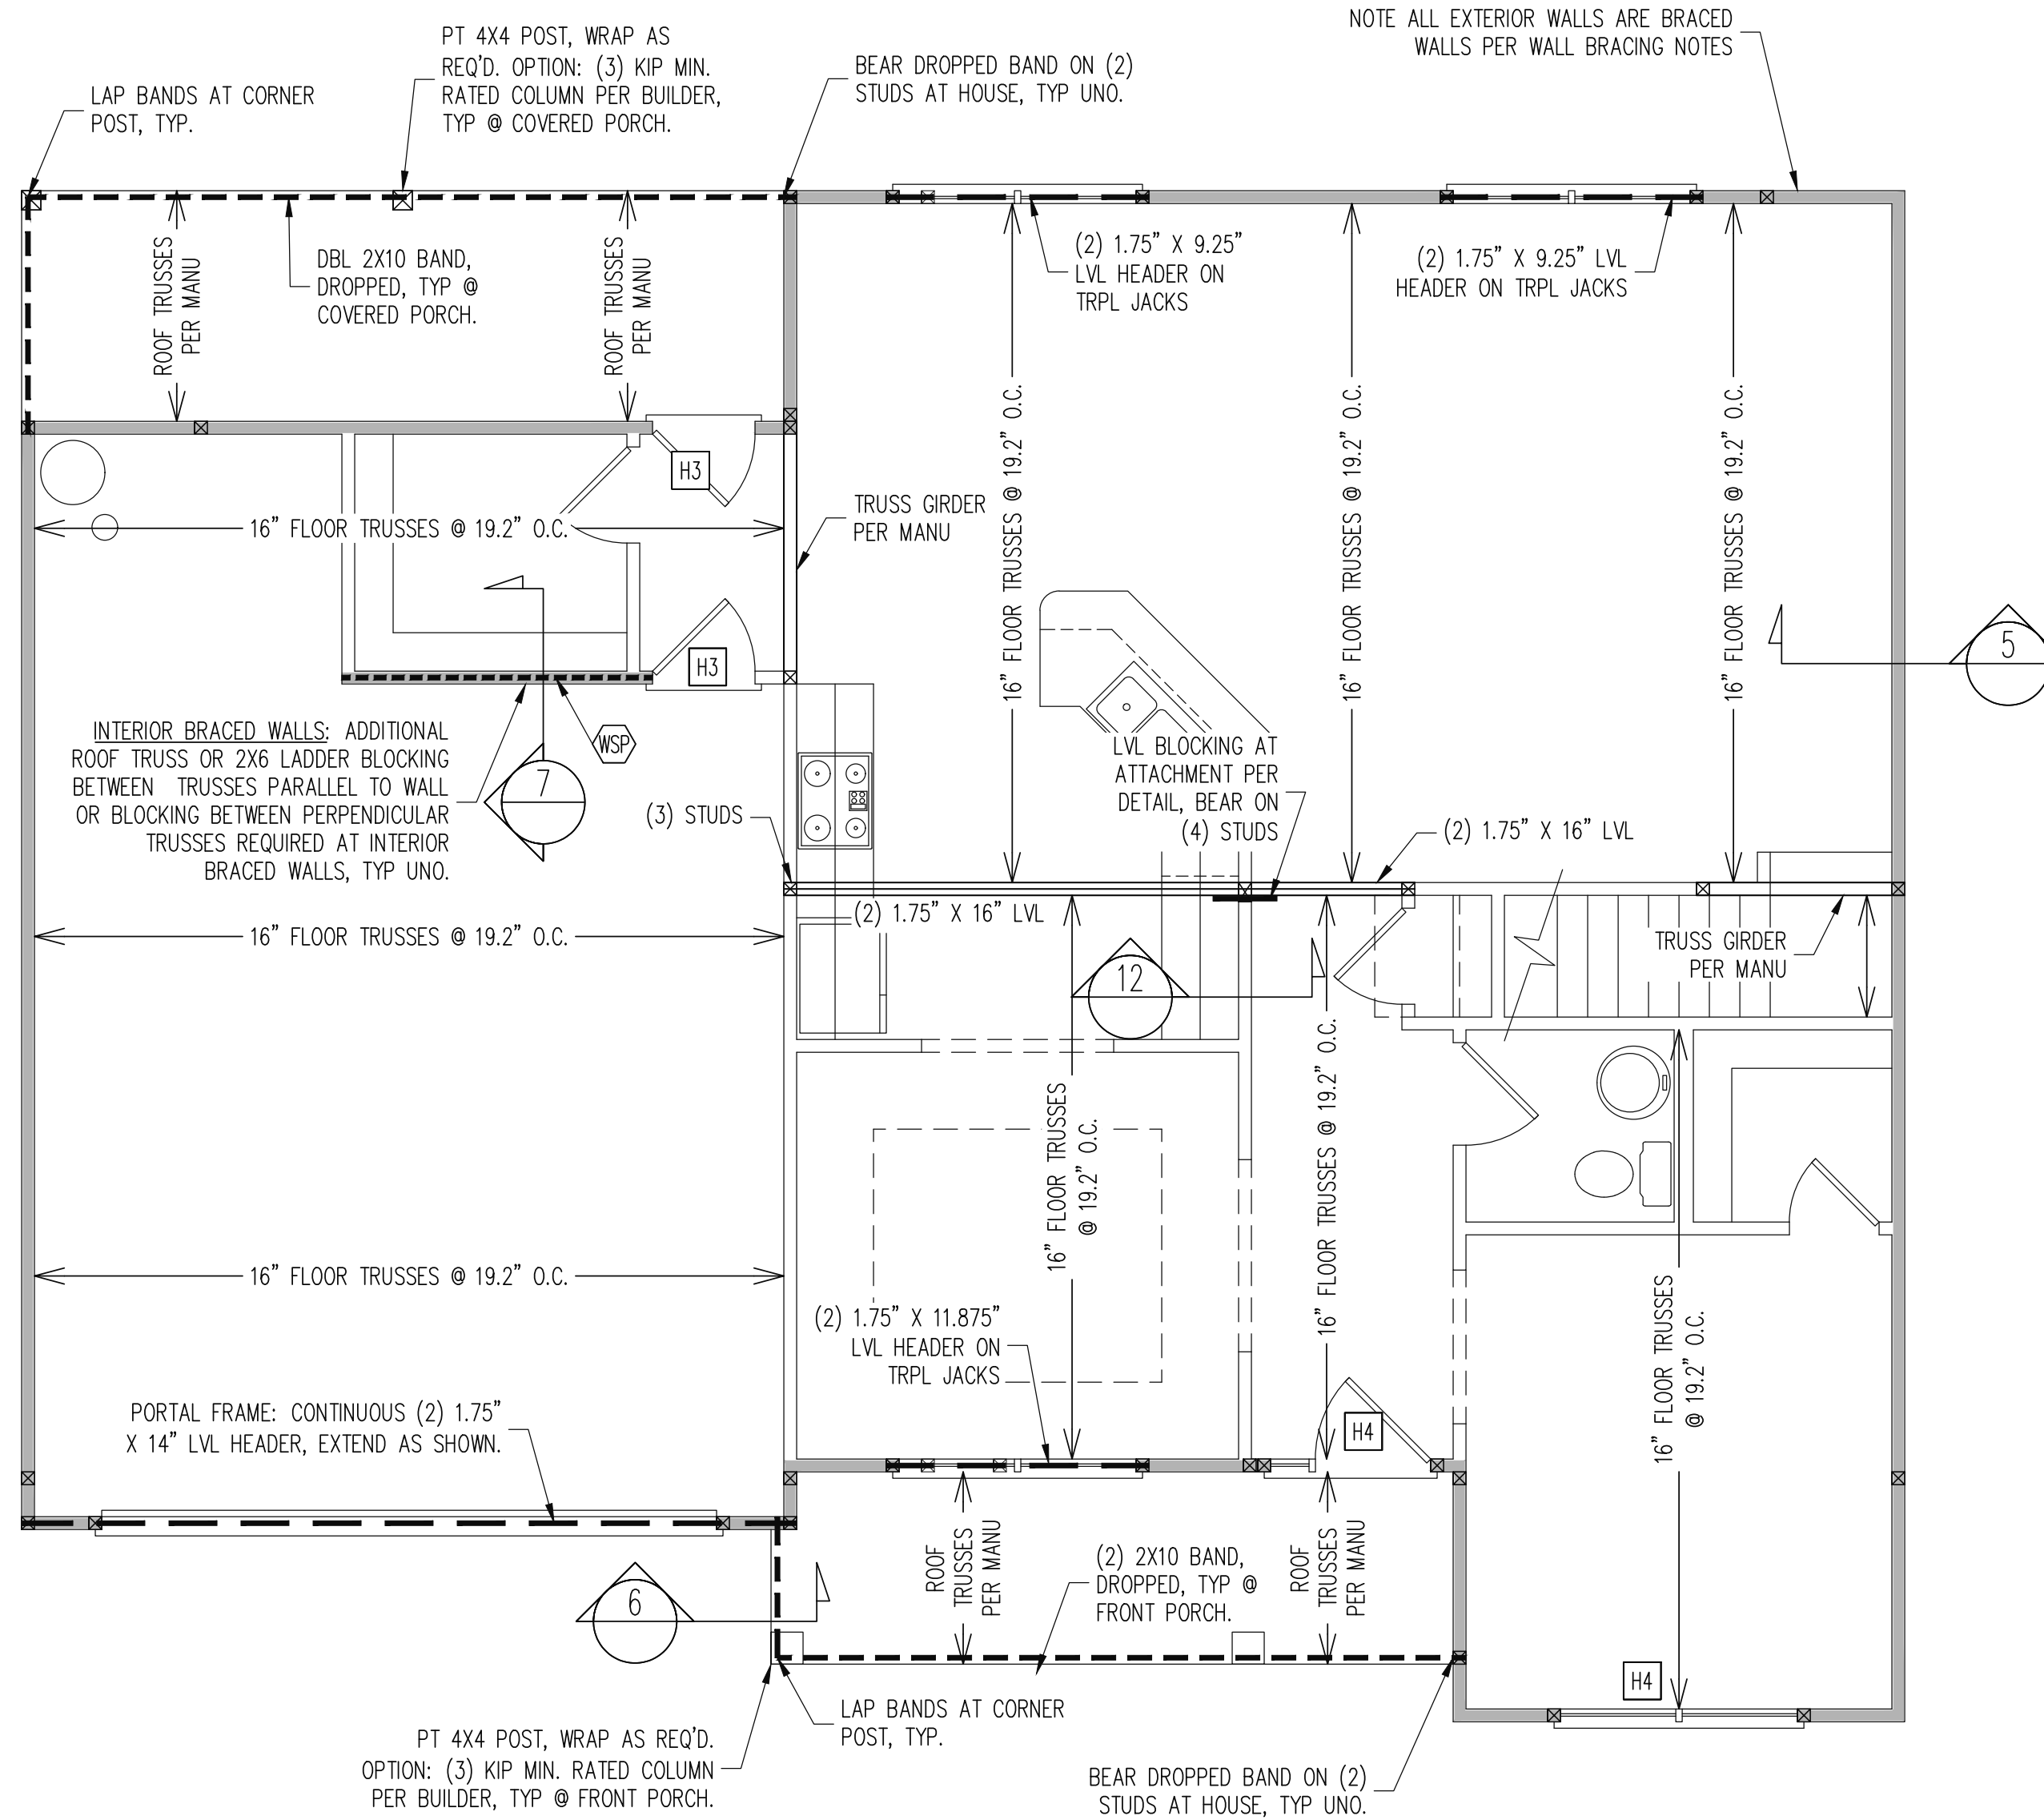 NOTE ALL EXTERIOR WALLS ARE BRACED
WALLS PER WALL BRACING NOTES
PT 4X4 POST, WRAP AS
REQ'D. OPTION: (3) KIP MIN.
RATED COLUMN PER BUILDER,
TYP @ COVERED PORCH.
BEAR DROPPED BAND ON (2)
STUDS AT HOUSE, TYP UNO.
LAP BANDS AT CORNER
POST, TYP.
ROOF TRUSSES
PER MANU
DBL 2X10 BAND,
DROPPED, TYP @
COVERED PORCH.
ROOF TRUSSES
PER MANU
(2) 1.75" X 9.25"
LVL HEADER ON
TRPL JACKS
(2) 1.75" X 9.25" LVL
HEADER ON TRPL JACKS
16" FLOOR TRUSSES @ 19.2" O.C.
16" FLOOR TRUSSES @ 19.2" O.C.
16" FLOOR TRUSSES @ 19.2" O.C.
H3
TRUSS GIRDER
PER MANU
16" FLOOR TRUSSES @ 19.2" O.C.
H3
5
INTERIOR BRACED WALLS: ADDITIONAL
ROOF TRUSS OR 2X6 LADDER BLOCKING
BETWEEN TRUSSES PARALLEL TO WALL
OR BLOCKING BETWEEN PERPENDICULAR
TRUSSES REQUIRED AT INTERIOR
BRACED WALLS, TYP UNO.
WSP
7
(3) STUDS
LVL BLOCKING AT
ATTACHMENT PER
DETAIL, BEAR ON
(4) STUDS
(2) 1.75" X 16" LVL
(2) 1.75" X 16" LVL
16" FLOOR TRUSSES @ 19.2" O.C.
TRUSS GIRDER
PER MANU
12
16" FLOOR TRUSSES
@ 19.2" O.C.
16" FLOOR TRUSSES @ 19.2" O.C.
16" FLOOR TRUSSES @ 19.2" O.C.
16" FLOOR TRUSSES
@ 19.2" O.C.
(2) 1.75" X 11.875"
LVL HEADER ON
TRPL JACKS
PORTAL FRAME: CONTINUOUS (2) 1.75"
X 14" LVL HEADER, EXTEND AS SHOWN.
H4
ROOF
TRUSSES
PER MANU
(2) 2X10 BAND,
DROPPED, TYP @
FRONT PORCH.
ROOF
TRUSSES
PER MANU
6
H4
LAP BANDS AT CORNER
POST, TYP.
PT 4X4 POST, WRAP AS REQ'D.
OPTION: (3) KIP MIN. RATED COLUMN
PER BUILDER, TYP @ FRONT PORCH.
BEAR DROPPED BAND ON (2)
STUDS AT HOUSE, TYP UNO.